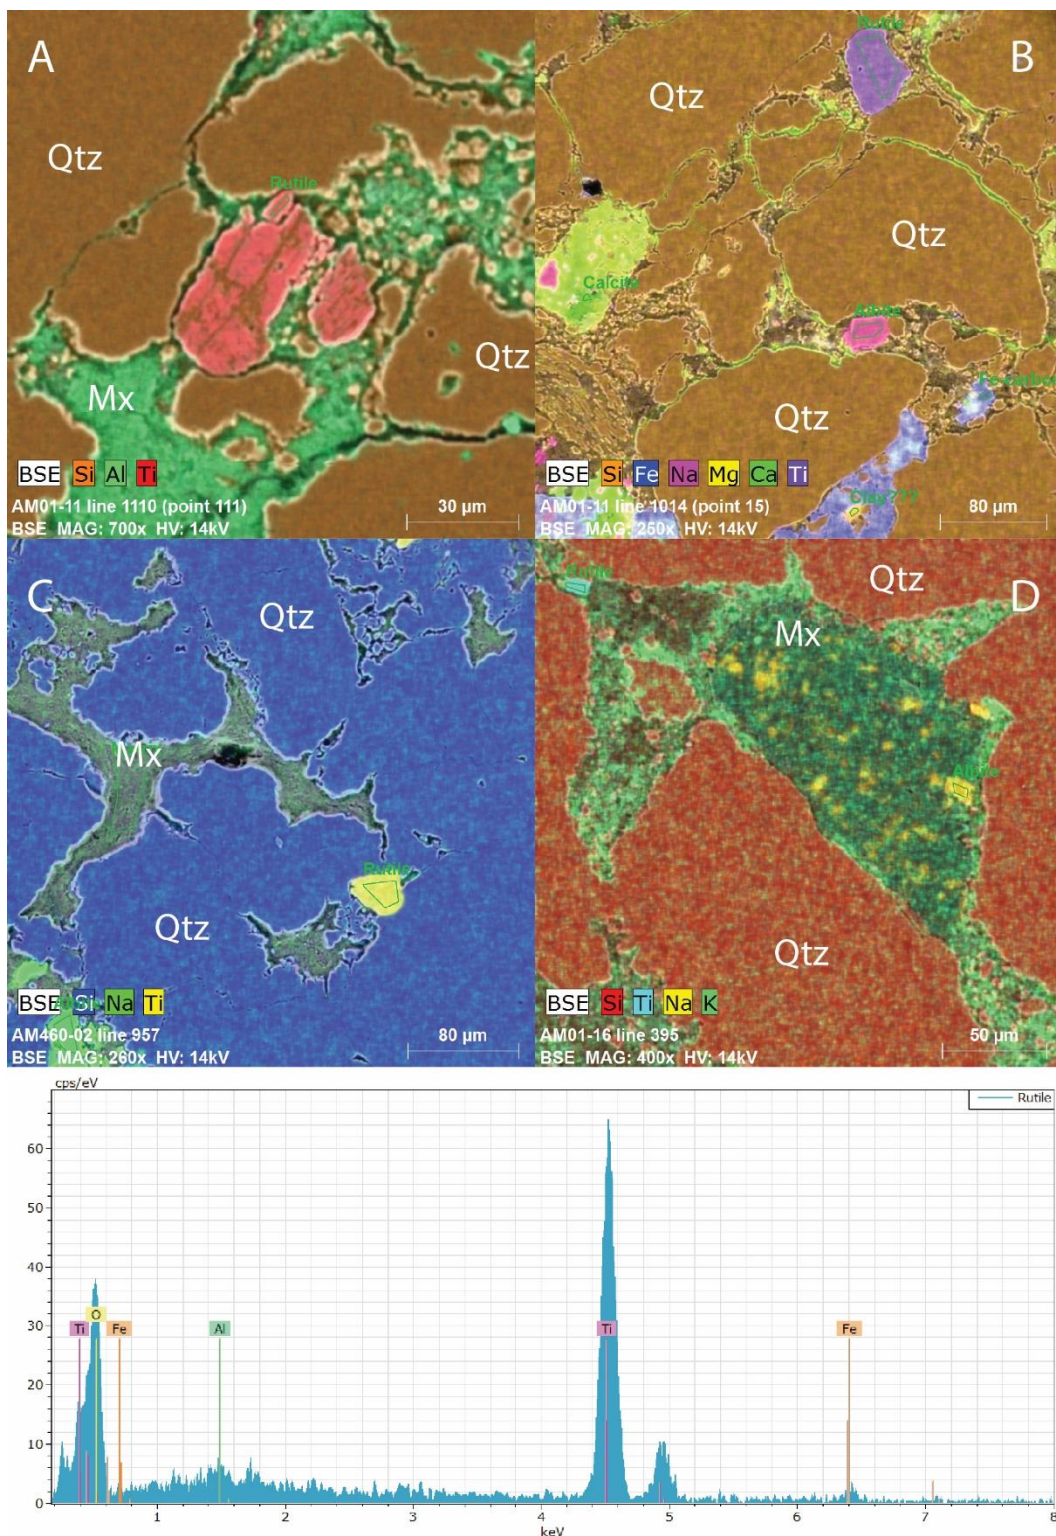 A
Qtz
Rutile
Qtz
Mx
BSE Si Al Ti
AM01-11 line 1110 (point 111)
BSE MAG: 700x HV: 14kV
30 µm
Rutile
B
Qtz
Qtz
Calcite
Albite
Fe-carbon
Qtz
Clay???
BSE Si Fe Na Mg Ca Ti
AM01-11 line 1014 (point 15)
BSE MAG: 250x HV: 14kV
80 µm
C
Qtz
Mx
Rutile
Qtz
BSE Si Na Ti
AM460-02 line 957
BSE MAG: 260x HV: 14kV
80 µm
Rutile
Qtz
D
Mx
Albite
Qtz
BSE Si Ti Na K
AM01-16 line 395
BSE MAG: 400x HV: 14kV
50 µm
cps/eV
Rutile
60
50
40
30
20
10
0
Ti O Fe Al Ti Fe
1 2 3 4 5 6 7 8
keV